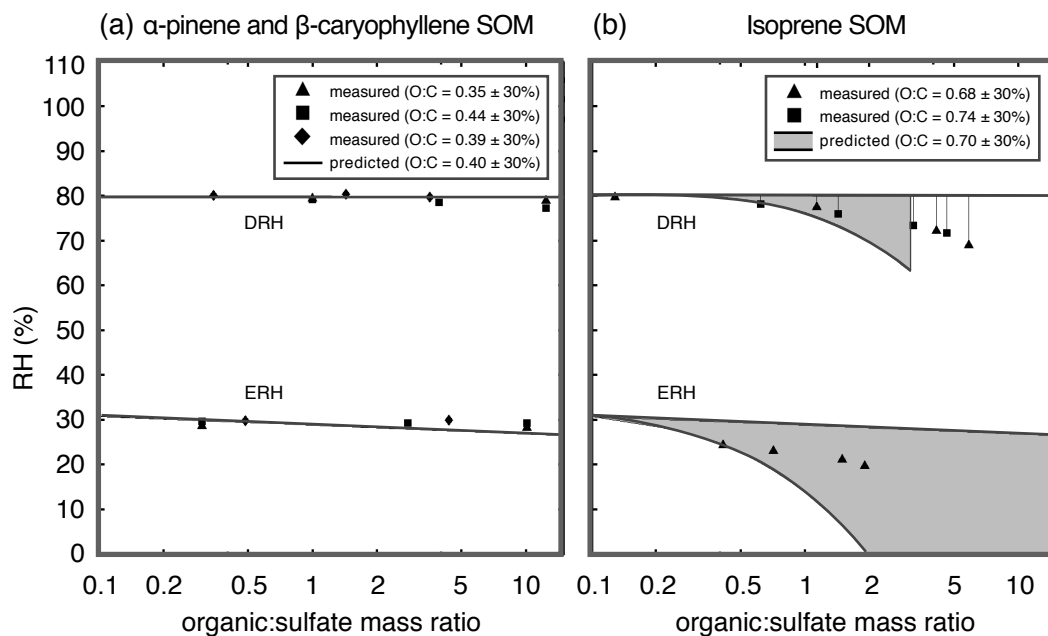 (a) α-pinene and β-caryophyllene SOM
110
100
90
80
70
60
50
40
30
20
10
0
RH (%)
measured (O:C = 0.35 ± 30%)
measured (O:C = 0.44 ± 30%)
measured (O:C = 0.39 ± 30%)
predicted (O:C = 0.40 ± 30%)
DRH
ERH
0.1 0.2 0.5 1 2 5 10
organic:sulfate mass ratio
(b) Isoprene SOM
measured (O:C = 0.68 ± 30%)
measured (O:C = 0.74 ± 30%)
predicted (O:C = 0.70 ± 30%)
DRH
ERH
0.1 0.2 0.5 1 2 5 10
organic:sulfate mass ratio